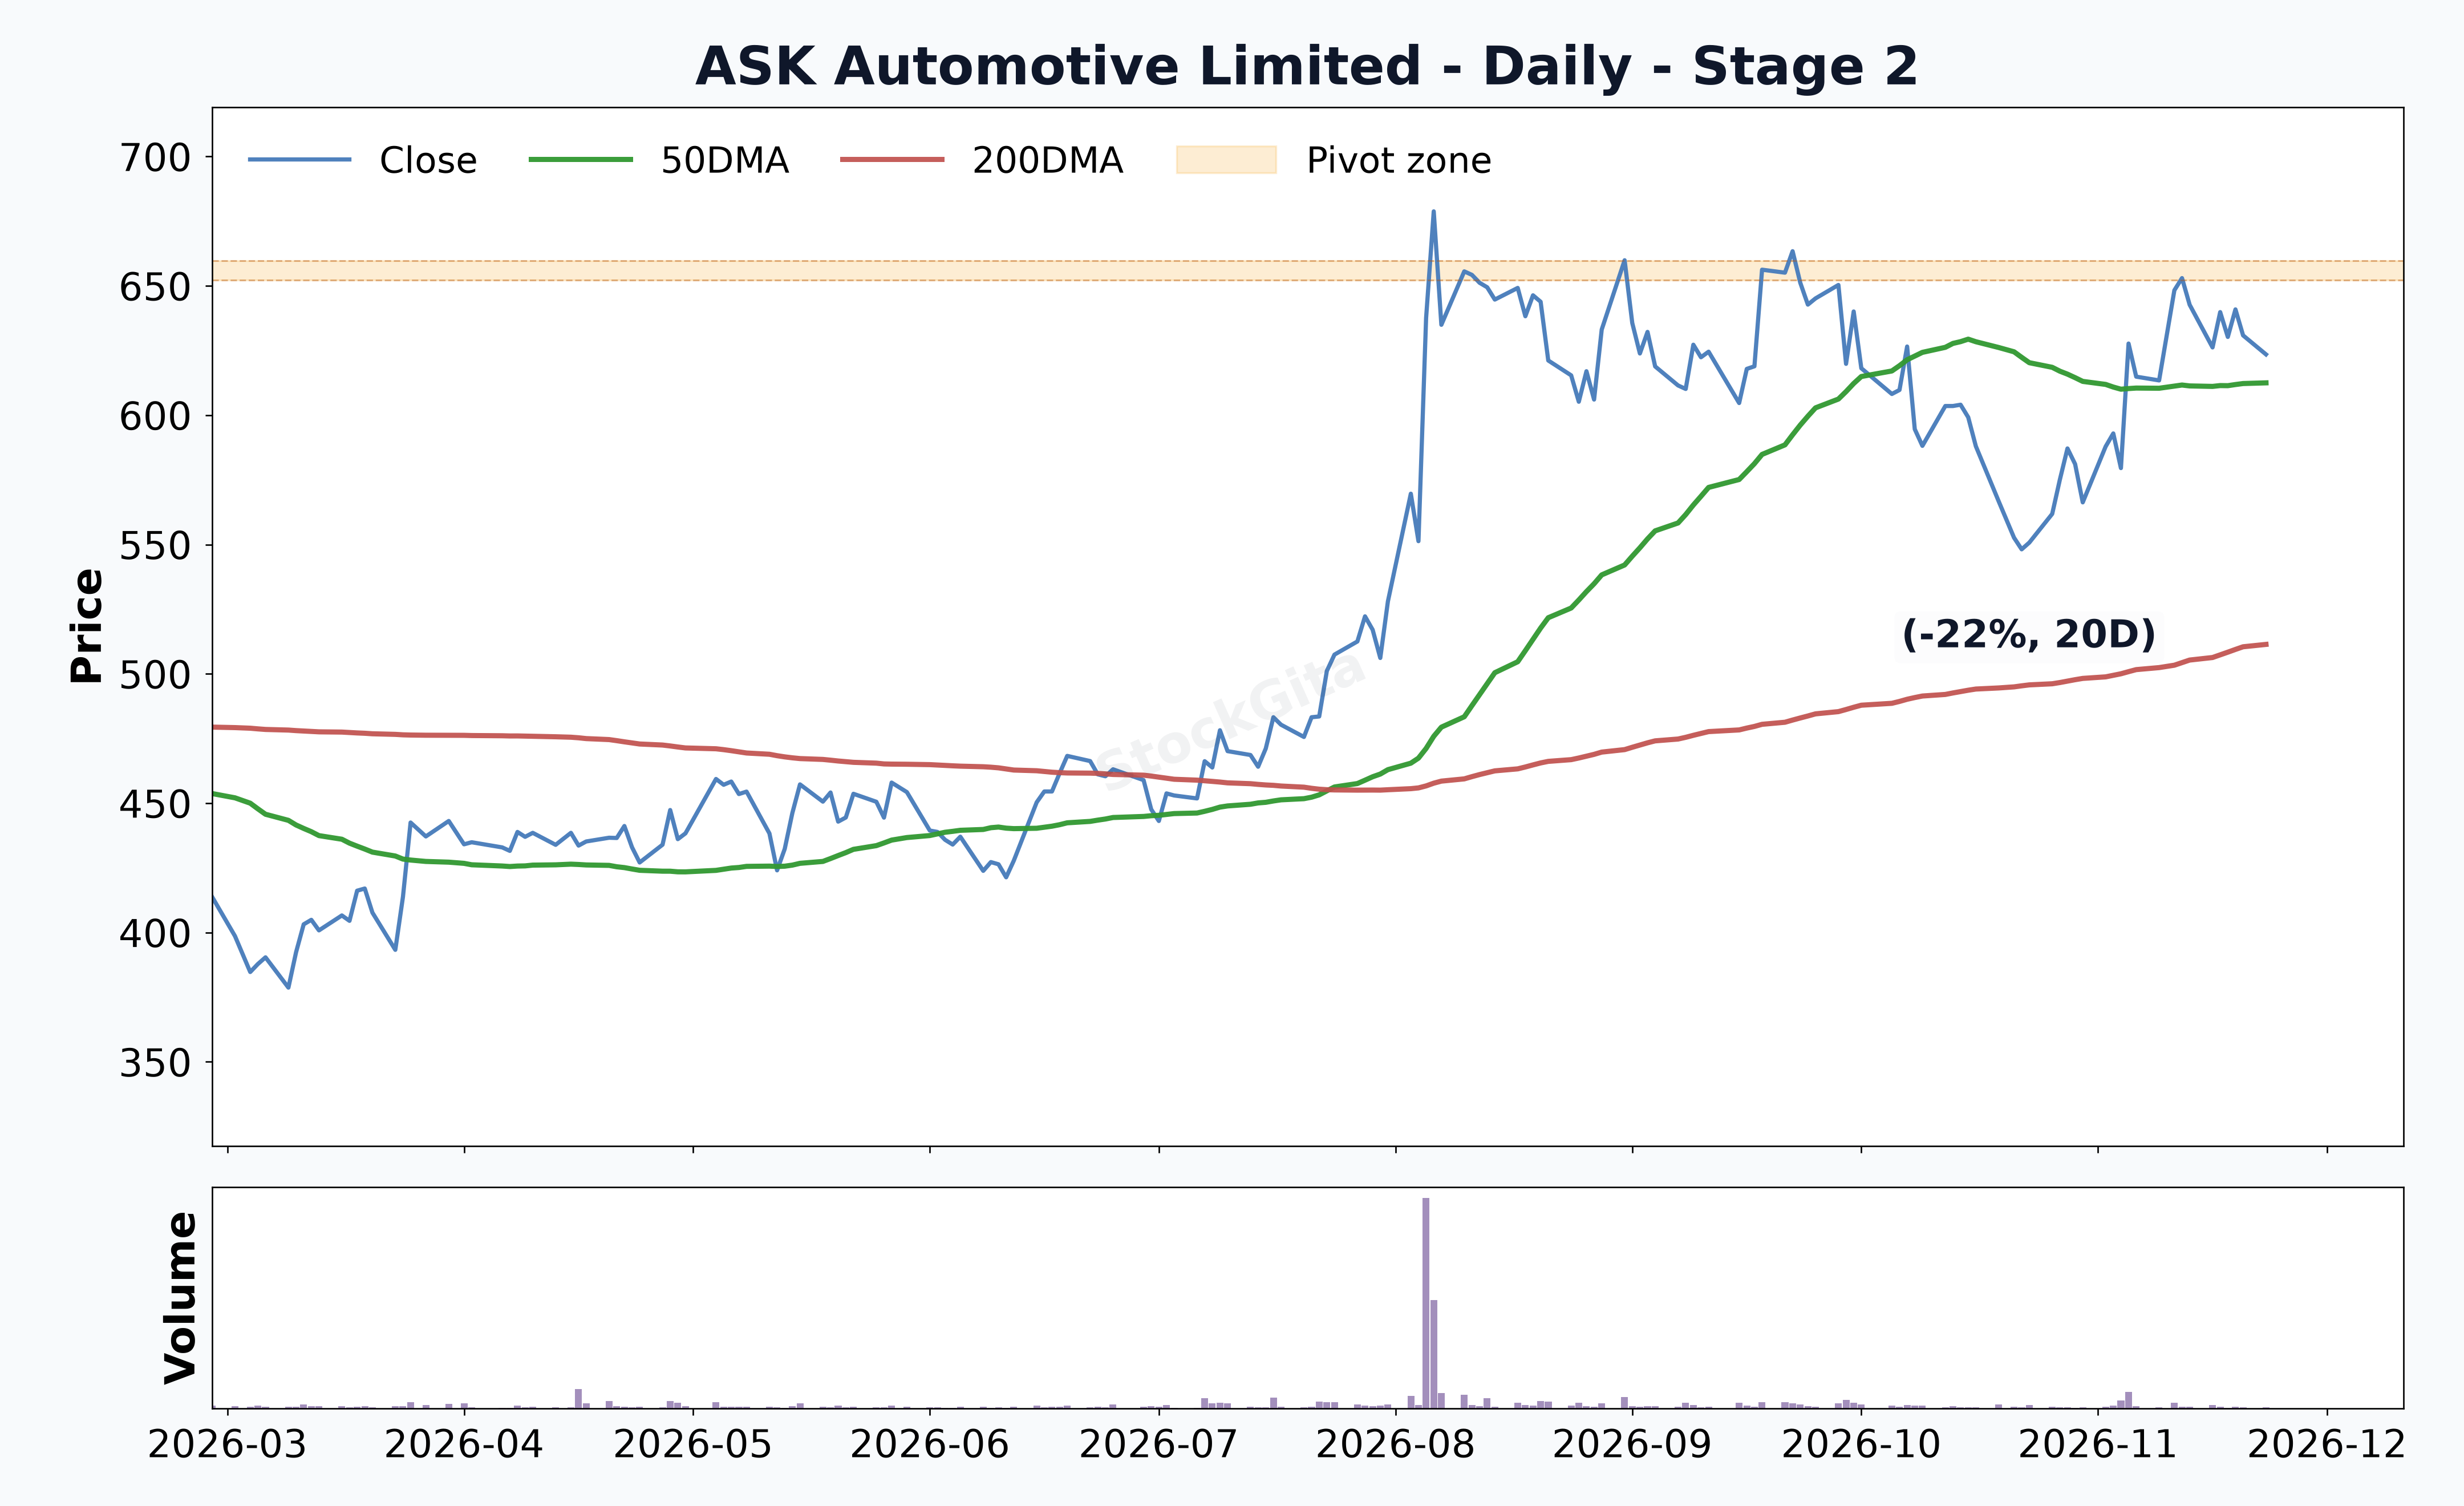 ASK Automotive Limited - Daily - Stage 2
Close 50DMA 200DMA Pivot zone
Price
700
650
600
550
500
450
400
350
StockGita
(-22%, 20D)
Volume
2026-03 2026-04 2026-05 2026-06 2026-07 2026-08 2026-09 2026-10 2026-11 2026-12